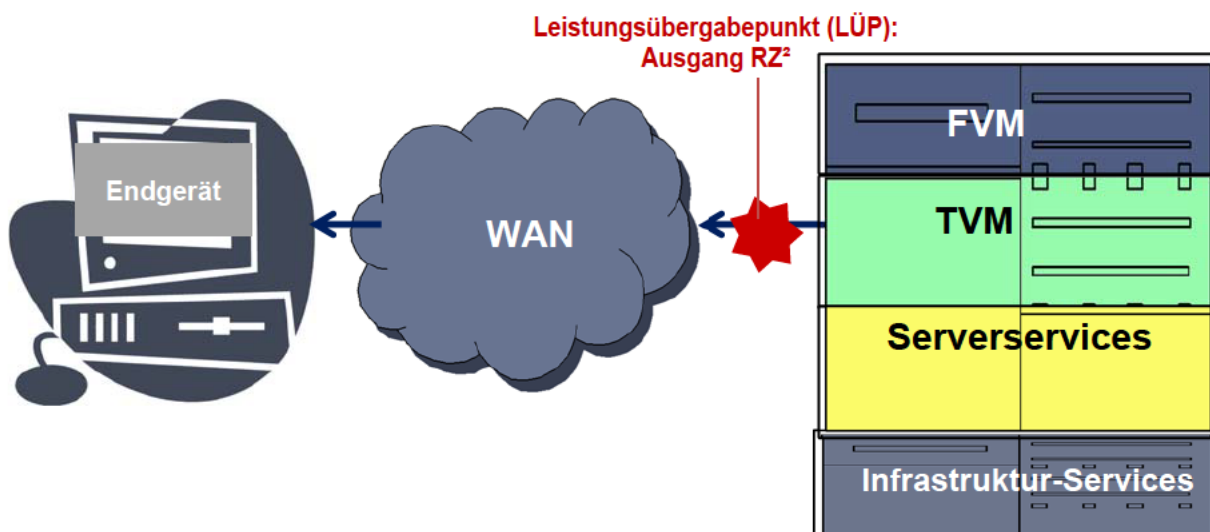 Leistungsübergabepunkt (LÜP):
Ausgang RZ²
FVM
Endgerät
WAN
TVM
Serverservices
Infrastruktur-Services